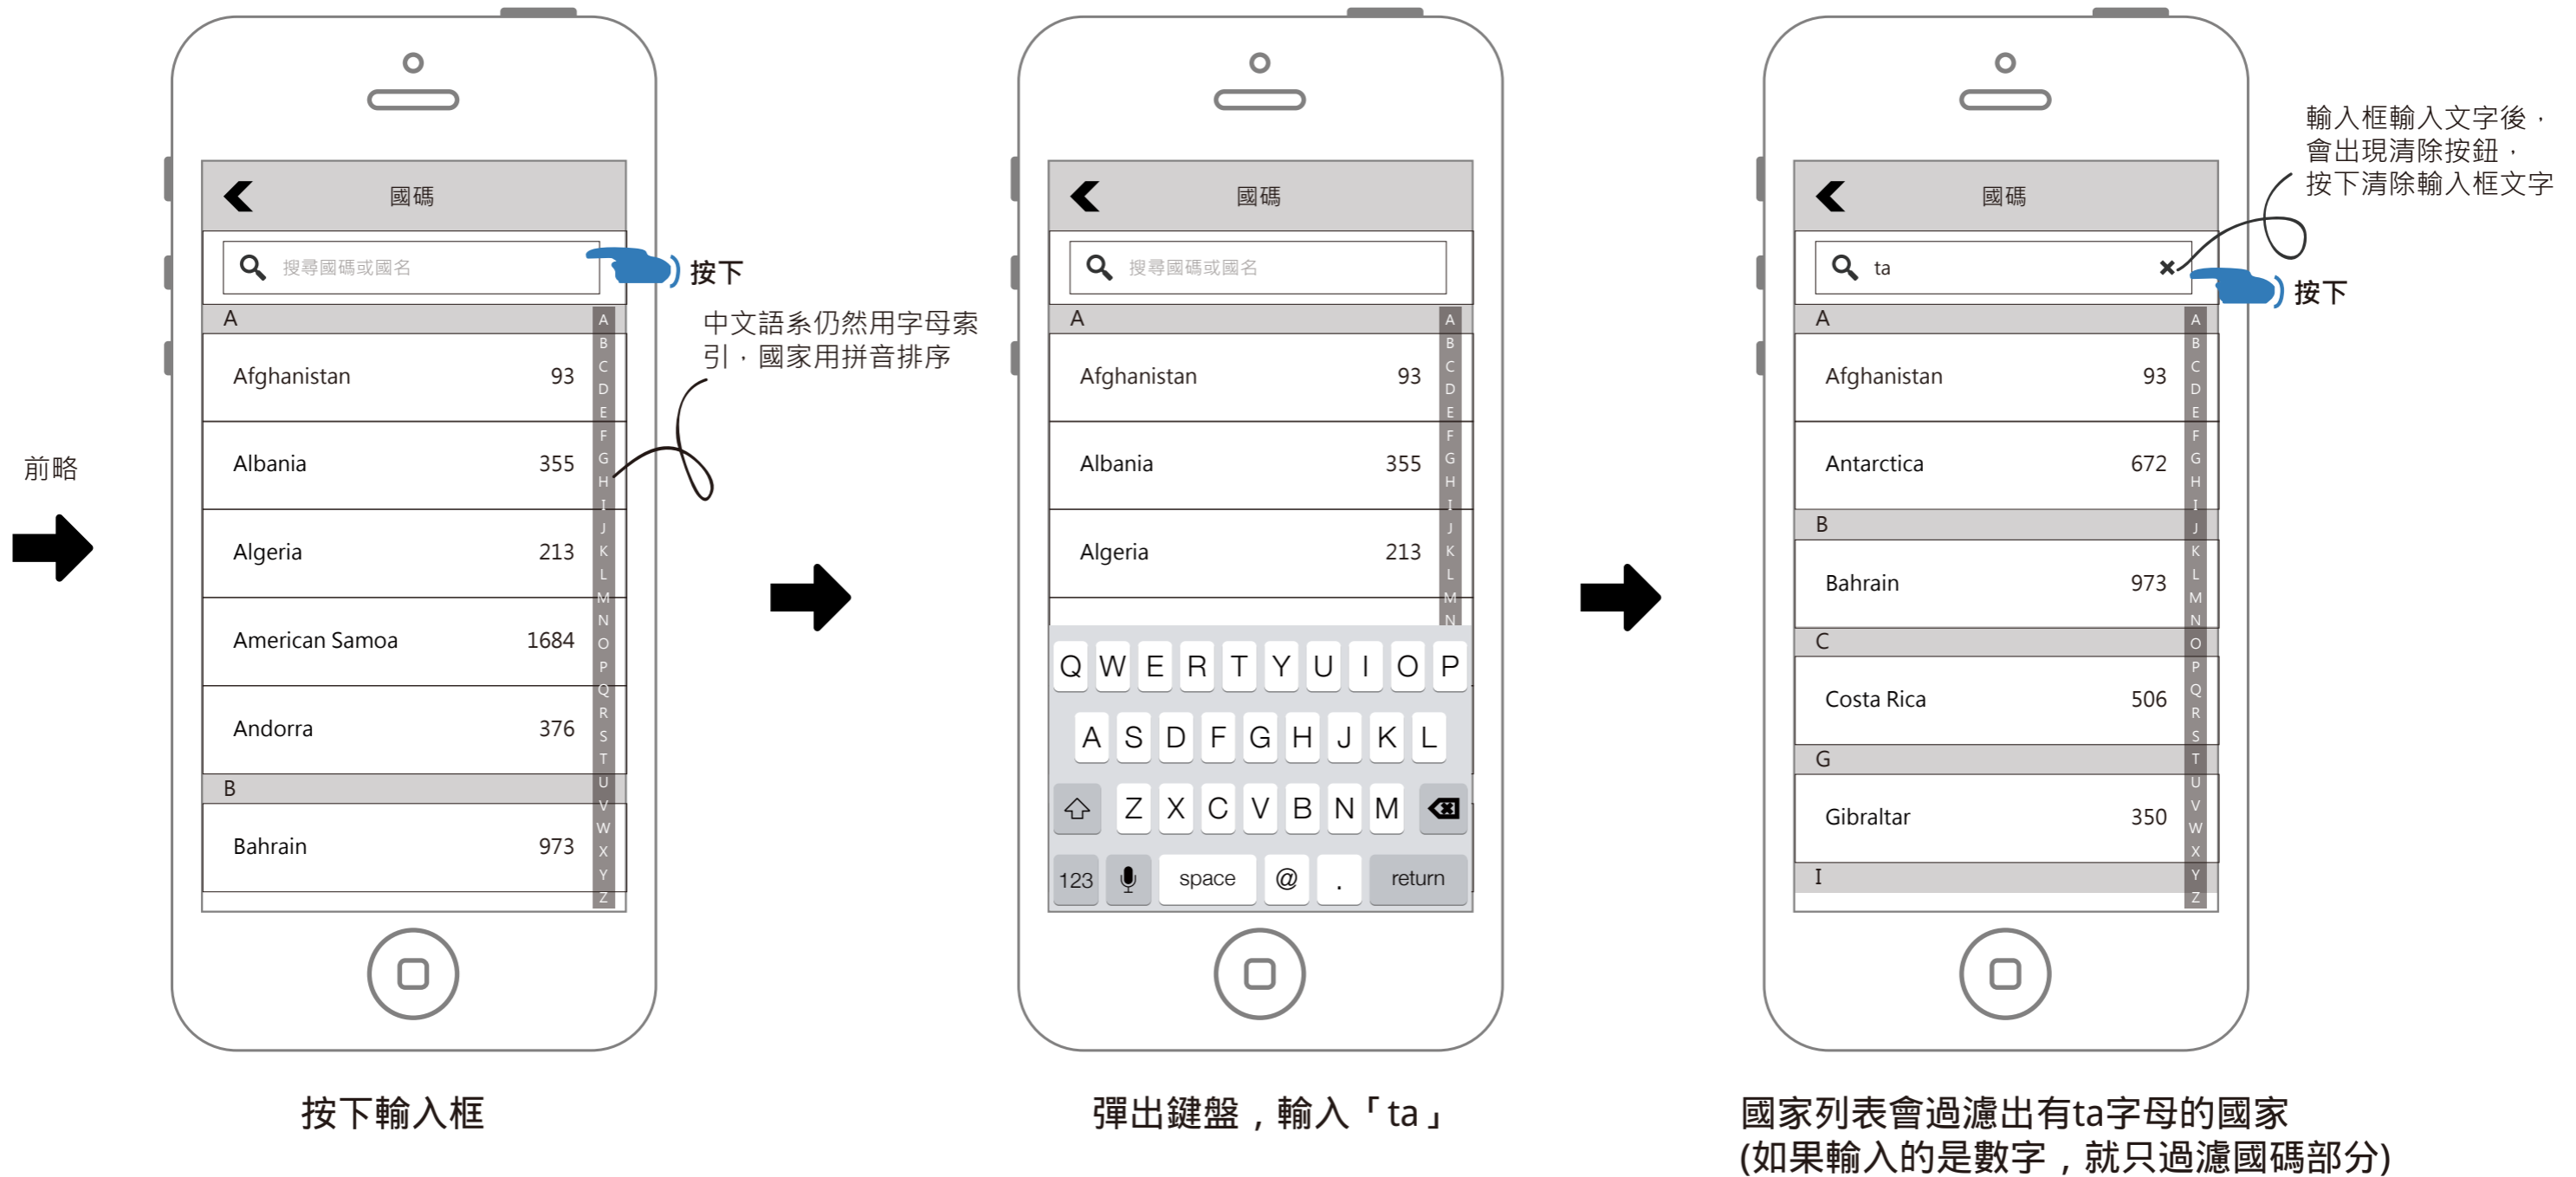 前略
國碼
搜尋國碼或國名
按下
中文語系仍然用字母索
引，國家用拼音排序
A
Afghanistan 93
Albania 355
Algeria 213
American Samoa 1684
Andorra 376
B
Bahrain 973
A
B
C
D
E
F
G
H
I
J
K
L
M
N
O
P
Q
R
S
T
U
V
W
X
Y
Z
按下輸入框
國碼
搜尋國碼或國名
A
Afghanistan 93
Albania 355
Algeria 213
A
B
C
D
E
F
G
H
I
J
K
L
M
N
Q W E R T Y U I O P
A S D F G H J K L
Z X C V B N M
123 space @ . return
彈出鍵盤，輸入「ta」
輸入框輸入文字後，
會出現清除按鈕，
按下清除輸入框文字
國碼
ta
按下
A
Afghanistan 93
Antarctica 672
B
Bahrain 973
C
Costa Rica 506
G
Gibraltar 350
I
A
B
C
D
E
F
G
H
I
J
K
L
M
N
O
P
Q
R
S
T
U
V
W
X
Y
Z
國家列表會過濾出有ta字母的國家
(如果輸入的是數字，就只過濾國碼部分)